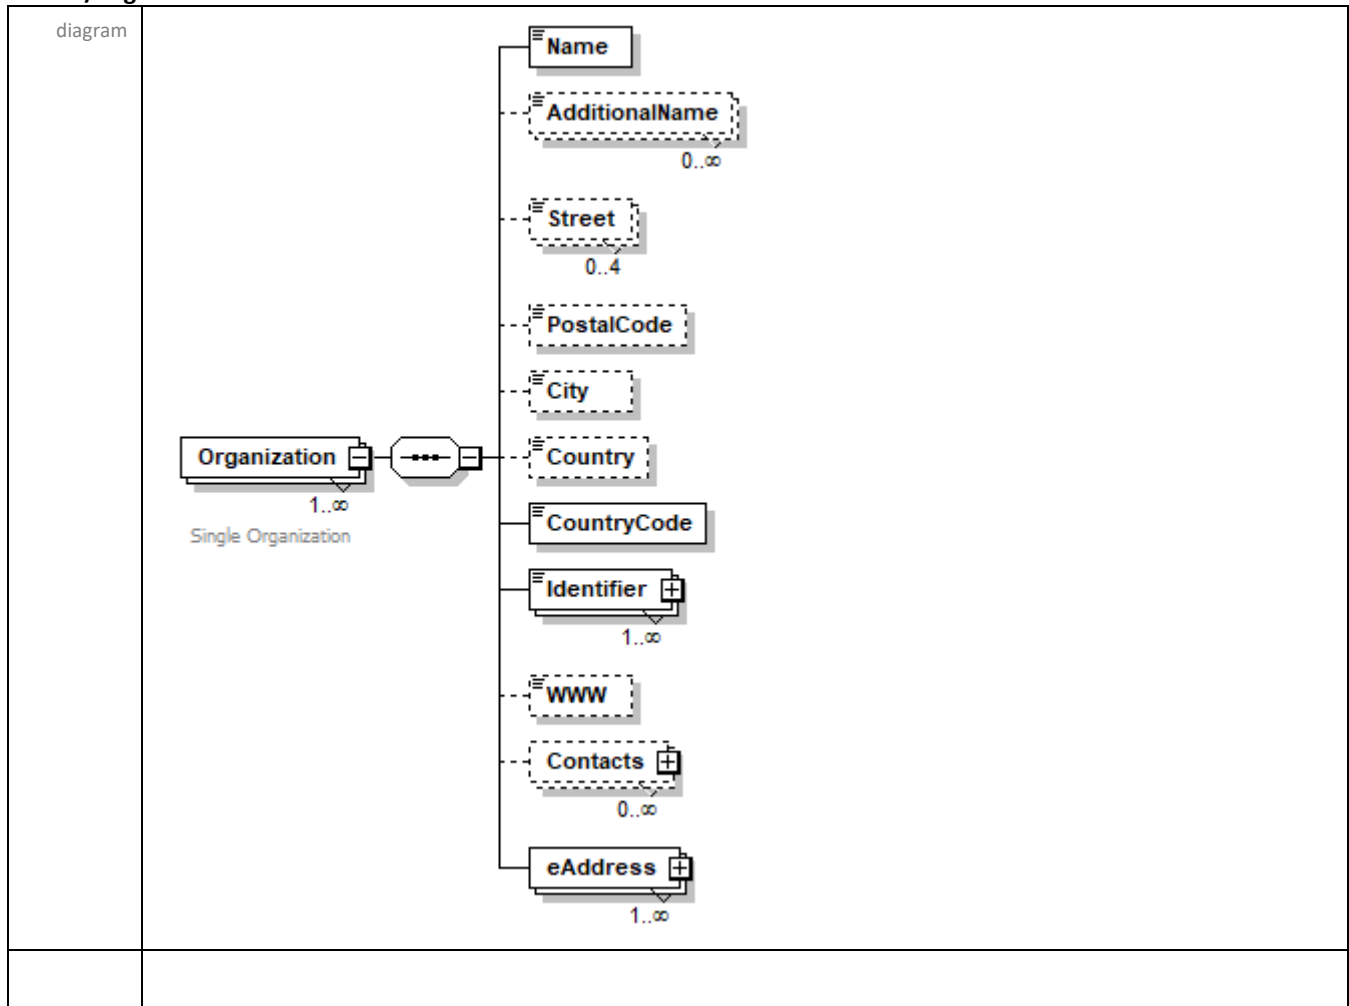 diagram
Name
AdditionalName
0..∞
Street
0..4
PostalCode
City
Organization
Country
1..∞
Single Organization
CountryCode
Identifier
1..∞
WWW
Contacts
0..∞
eAddress
1..∞